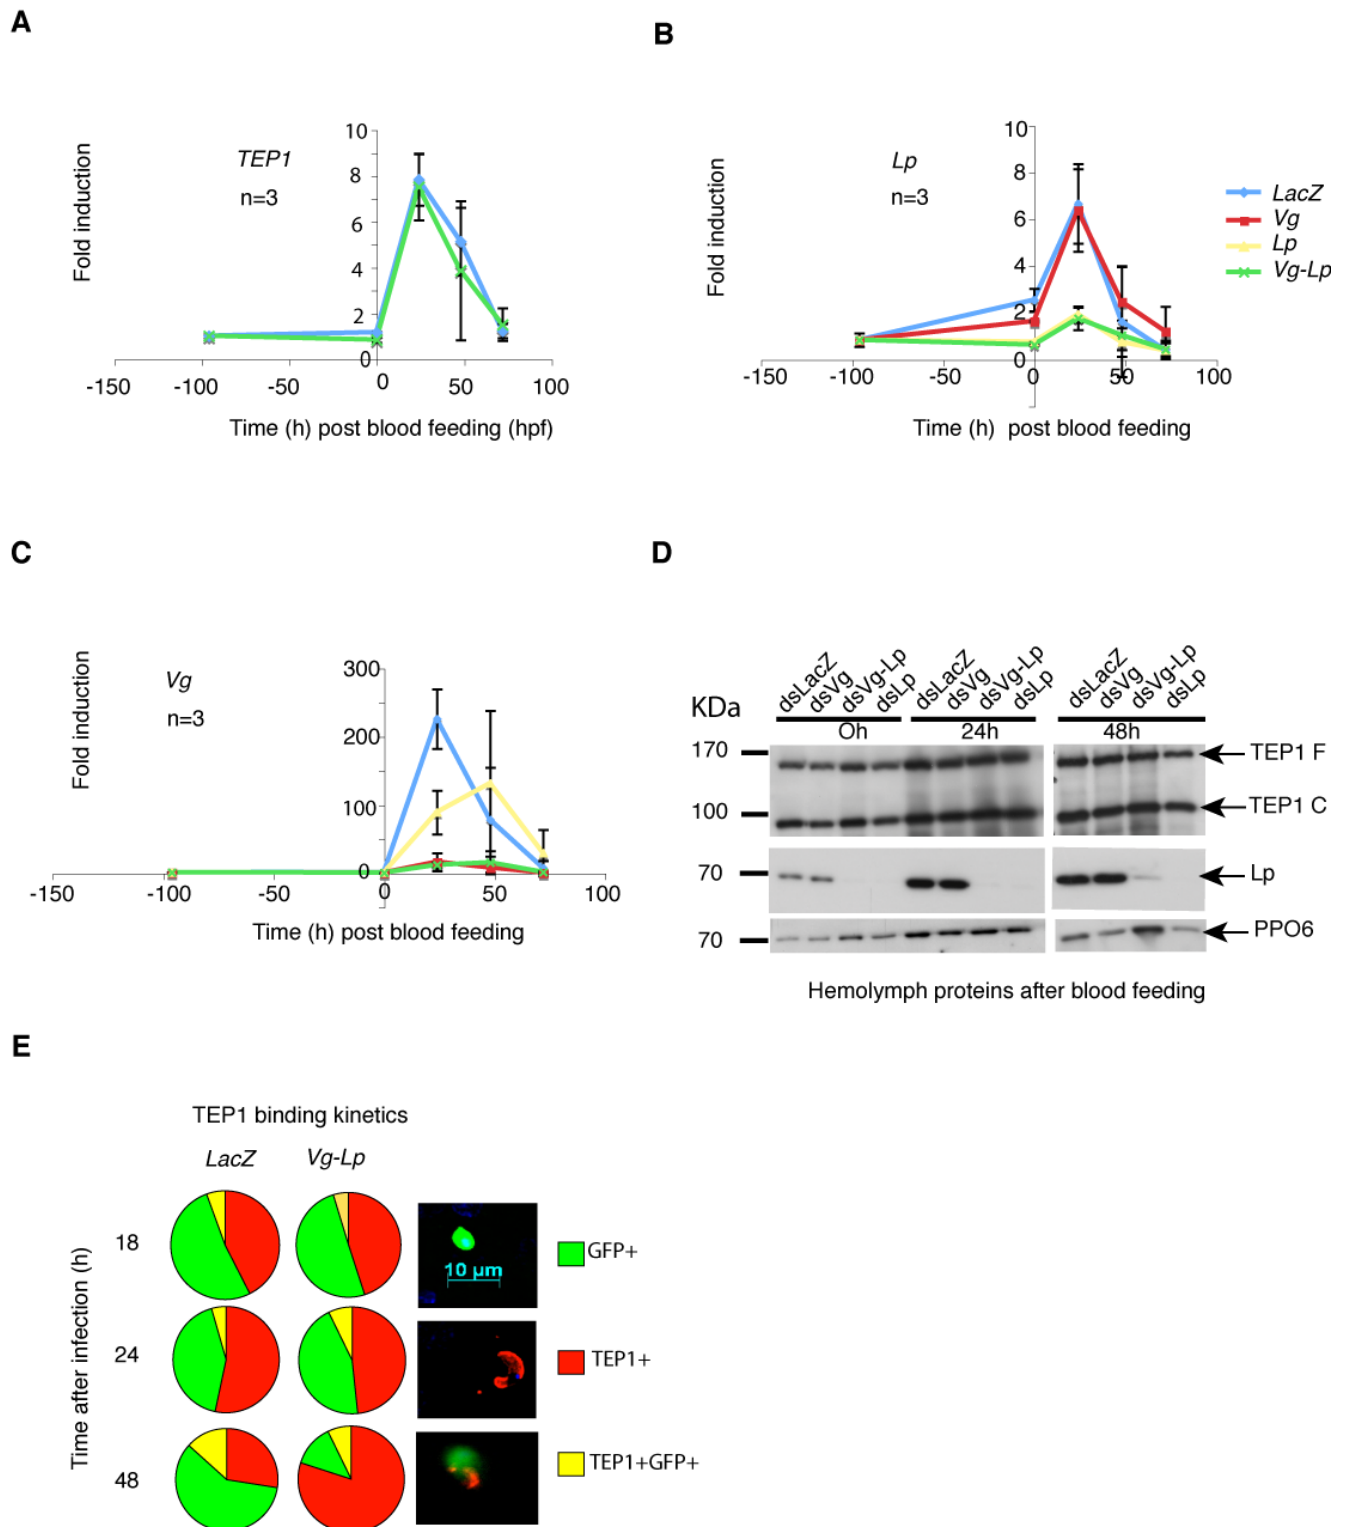 A
TEP1
n=3
Fold induction
10
8
6
4
2
0
-150
-100
-50
0
50
100
Time (h) post blood feeding (hpf)
B
Lp
n=3
Fold induction
10
8
6
4
2
0
-150
-100
-50
0
50
100
Time (h) post blood feeding
LacZ
Vg
Lp
Vg-Lp
C
Vg
n=3
Fold induction
300
200
100
0
-150
-100
-50
0
50
100
Time (h) post blood feeding
D
KDa
dsLacZ
dsVg
dsVg-Lp
dsLp
dsLacZ
dsVg
dsVg-Lp
dsLp
dsLacZ
dsVg
dsVg-Lp
dsLp
Oh
24h
48h
170
100
70
70
TEP1 F
TEP1 C
Lp
PPO6
Hemolymph proteins after blood feeding
E
TEP1 binding kinetics
LacZ
Vg-Lp
Time after infection (h)
18
24
48
10 µm
GFP+
TEP1+
TEP1+GFP+